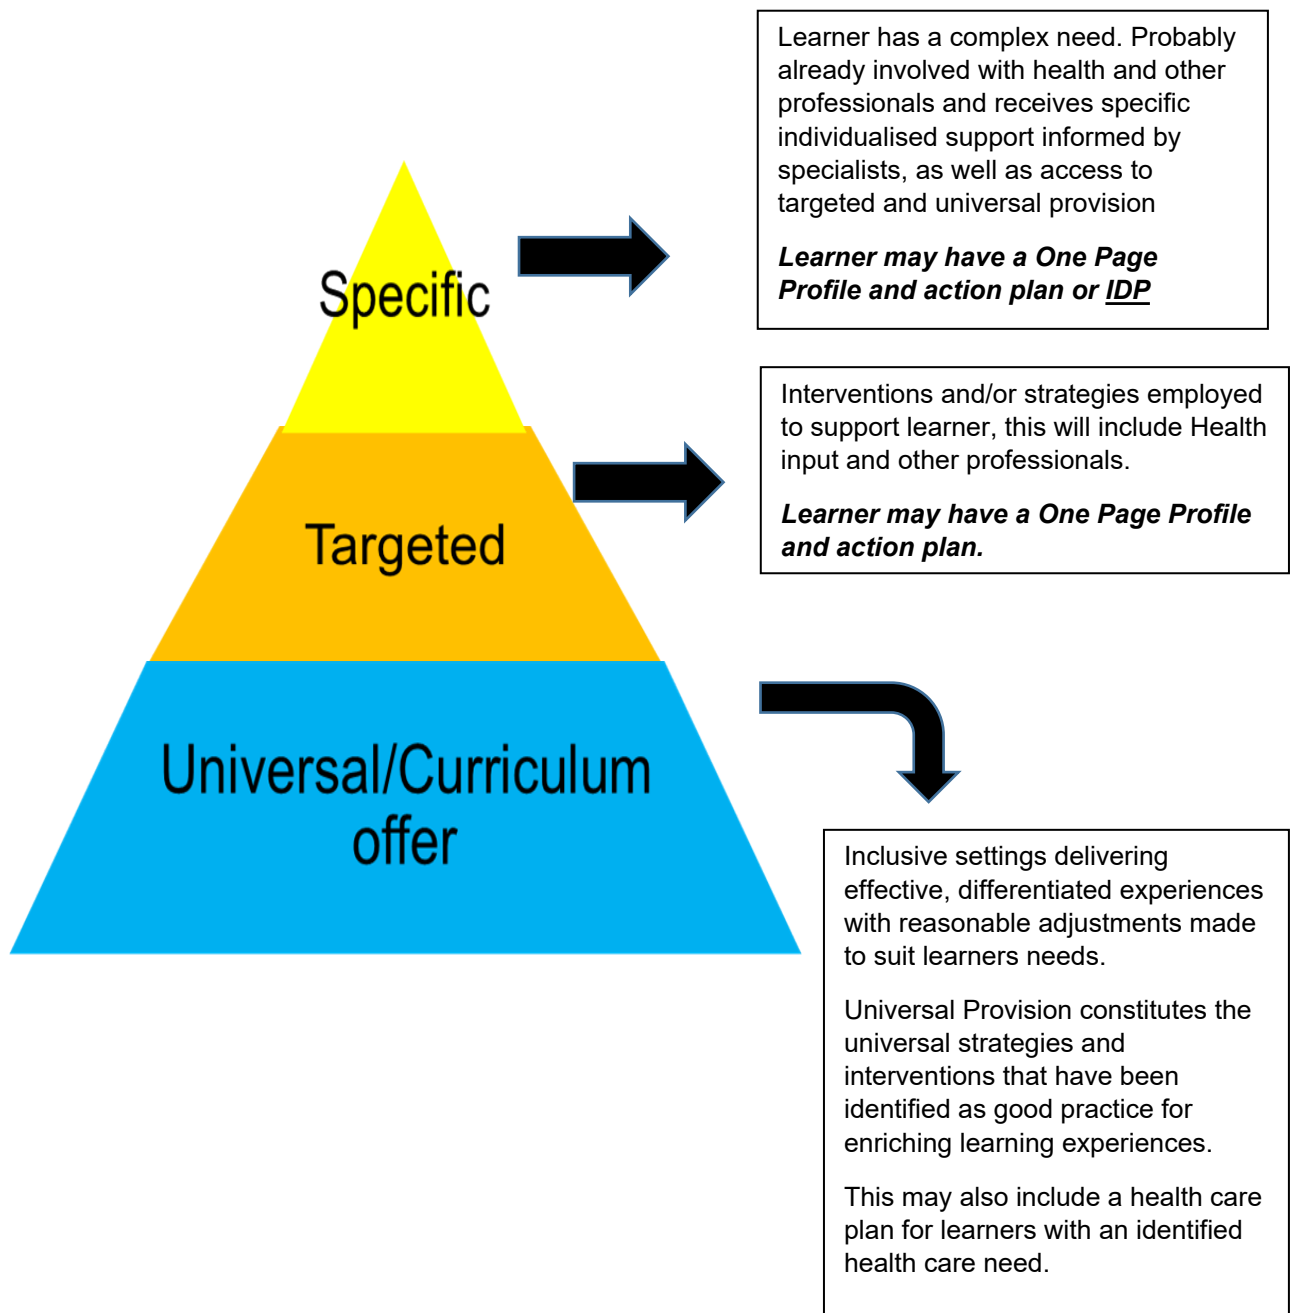 Learner has a complex need. Probably
already involved with health and other
professionals and receives specific
individualised support informed by
specialists, as well as access to
targeted and universal provision
Learner may have a One Page
Profile and action plan or IDP
Specific
Interventions and/or strategies employed
to support learner, this will include Health
input and other professionals.
Learner may have a One Page Profile
and action plan.
Targeted
Universal/Curriculum
offer
Inclusive settings delivering
effective, differentiated experiences
with reasonable adjustments made
to suit learners needs.
Universal Provision constitutes the
universal strategies and
interventions that have been
identified as good practice for
enriching learning experiences.
This may also include a health care
plan for learners with an identified
health care need.